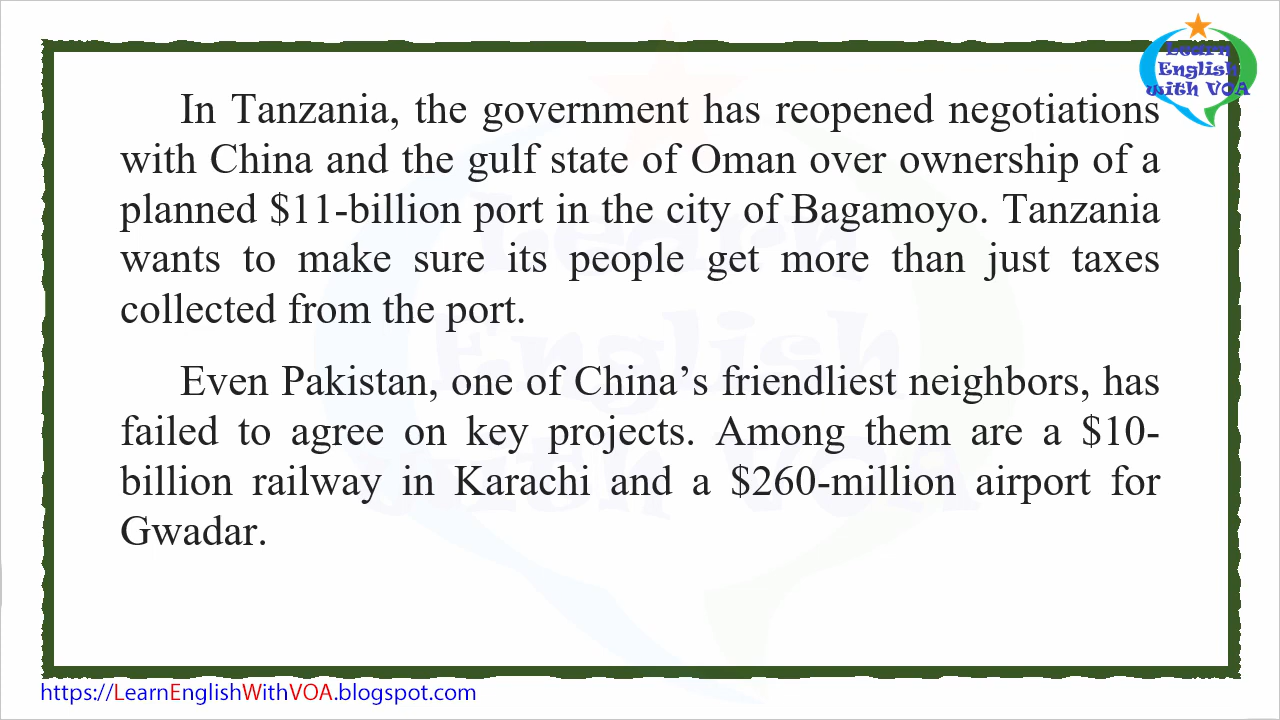 Learn
English
with VOA
In Tanzania, the government has reopened negotiations
with China and the gulf state of Oman over ownership of a
planned $11-billion port in the city of Bagamoyo. Tanzania
wants to make sure its people get more than just taxes
collected from the port.
Even Pakistan, one of China’s friendliest neighbors, has
failed to agree on key projects. Among them are a $10-
billion railway in Karachi and a $260-million airport for
Gwadar.
Learn
English
with VOA
https://LearnEnglishWithVOA.blogspot.com